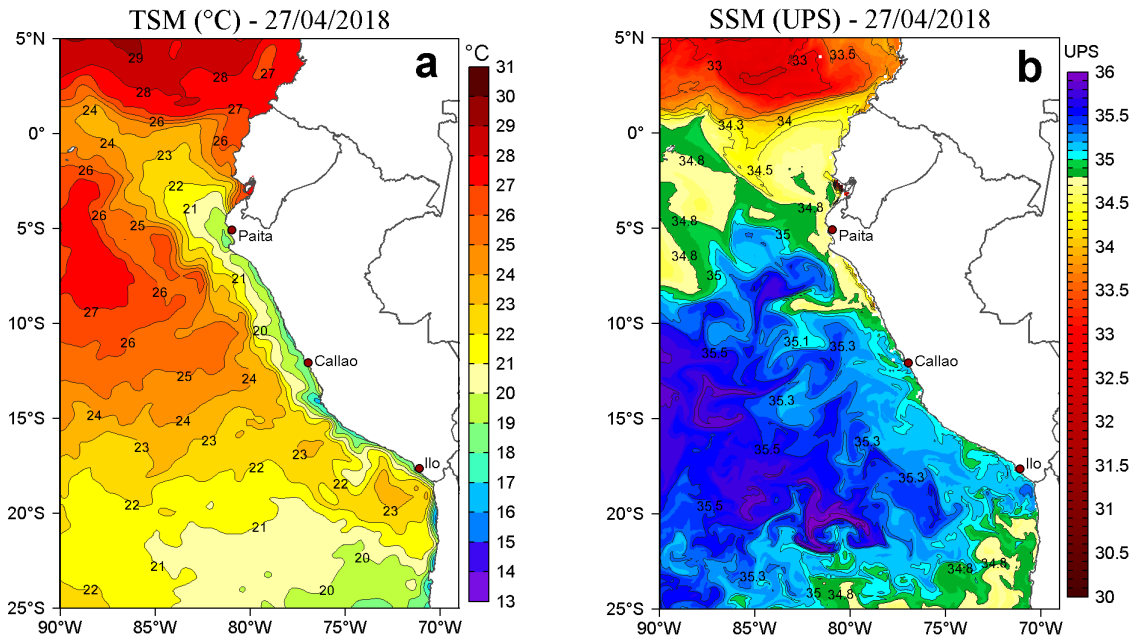 TSM (°C) - 27/04/2018
a
°C
5°N
0°
5°S
10°S
15°S
20°S
25°S
90°W
85°W
80°W
75°W
70°W
29
28
28
27
27
26
26
24
24
23
22
21
26
26
25
26
27
26
25
24
24
24
23
23
23
22
22
22
23
21
21
20
20
22
21
20
Paita
Callao
Ilo
31
30
29
28
27
26
25
24
23
22
21
20
19
18
17
16
15
14
13
SSM (UPS) - 27/04/2018
b
UPS
5°N
0°
5°S
10°S
15°S
20°S
25°S
90°W
85°W
80°W
75°W
70°W
33
33
33.5
34.3
34
34.5
34.8
34.8
34.8
34.8
35
35
35.5
35.1
35.3
35.3
35.5
35.3
35.3
35.5
35.3
35
34.8
34.8
34.8
Paita
Callao
Ilo
36
35.5
35
34.5
34
33.5
33
32.5
32
31.5
31
30.5
30